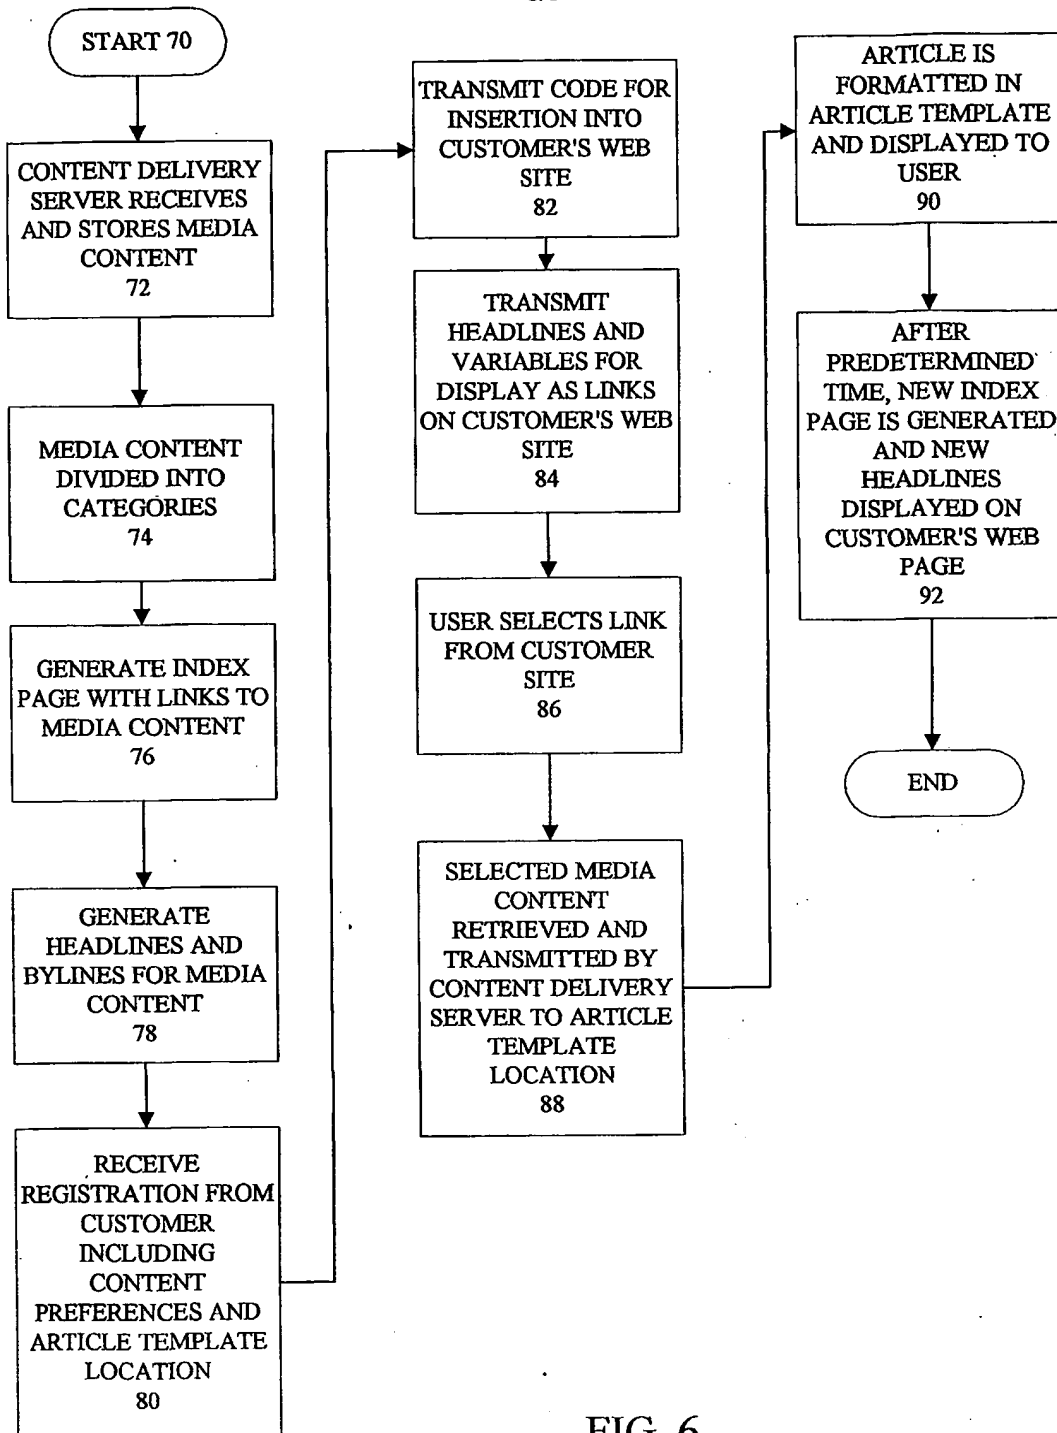 START 70
CONTENT DELIVERY
SERVER RECEIVES
AND STORES MEDIA
CONTENT
72
MEDIA CONTENT
DIVIDED INTO
CATEGORIES
74
GENERATE INDEX
PAGE WITH LINKS TO
MEDIA CONTENT
76
GENERATE
HEADLINES AND
BYLINES FOR MEDIA
CONTENT
78
RECEIVE
REGISTRATION FROM
CUSTOMER
INCLUDING
CONTENT
PREFERENCES AND
ARTICLE TEMPLATE
LOCATION
80
TRANSMIT CODE FOR
INSERTION INTO
CUSTOMER'S WEB
SITE
82
TRANSMIT
HEADLINES AND
VARIABLES FOR
DISPLAY AS LINKS
ON CUSTOMER'S WEB
SITE
84
USER SELECTS LINK
FROM CUSTOMER
SITE
86
SELECTED MEDIA
CONTENT
RETRIEVED AND
TRANSMITTED BY
CONTENT DELIVERY
SERVER TO ARTICLE
TEMPLATE
LOCATION
88
ARTICLE IS
FORMATTED IN
ARTICLE TEMPLATE
AND DISPLAYED TO
USER
90
AFTER
PREDETERMINED
TIME, NEW INDEX
PAGE IS GENERATED
AND NEW
HEADLINES
DISPLAYED ON
CUSTOMER'S WEB
PAGE
92
END
FIG. 6